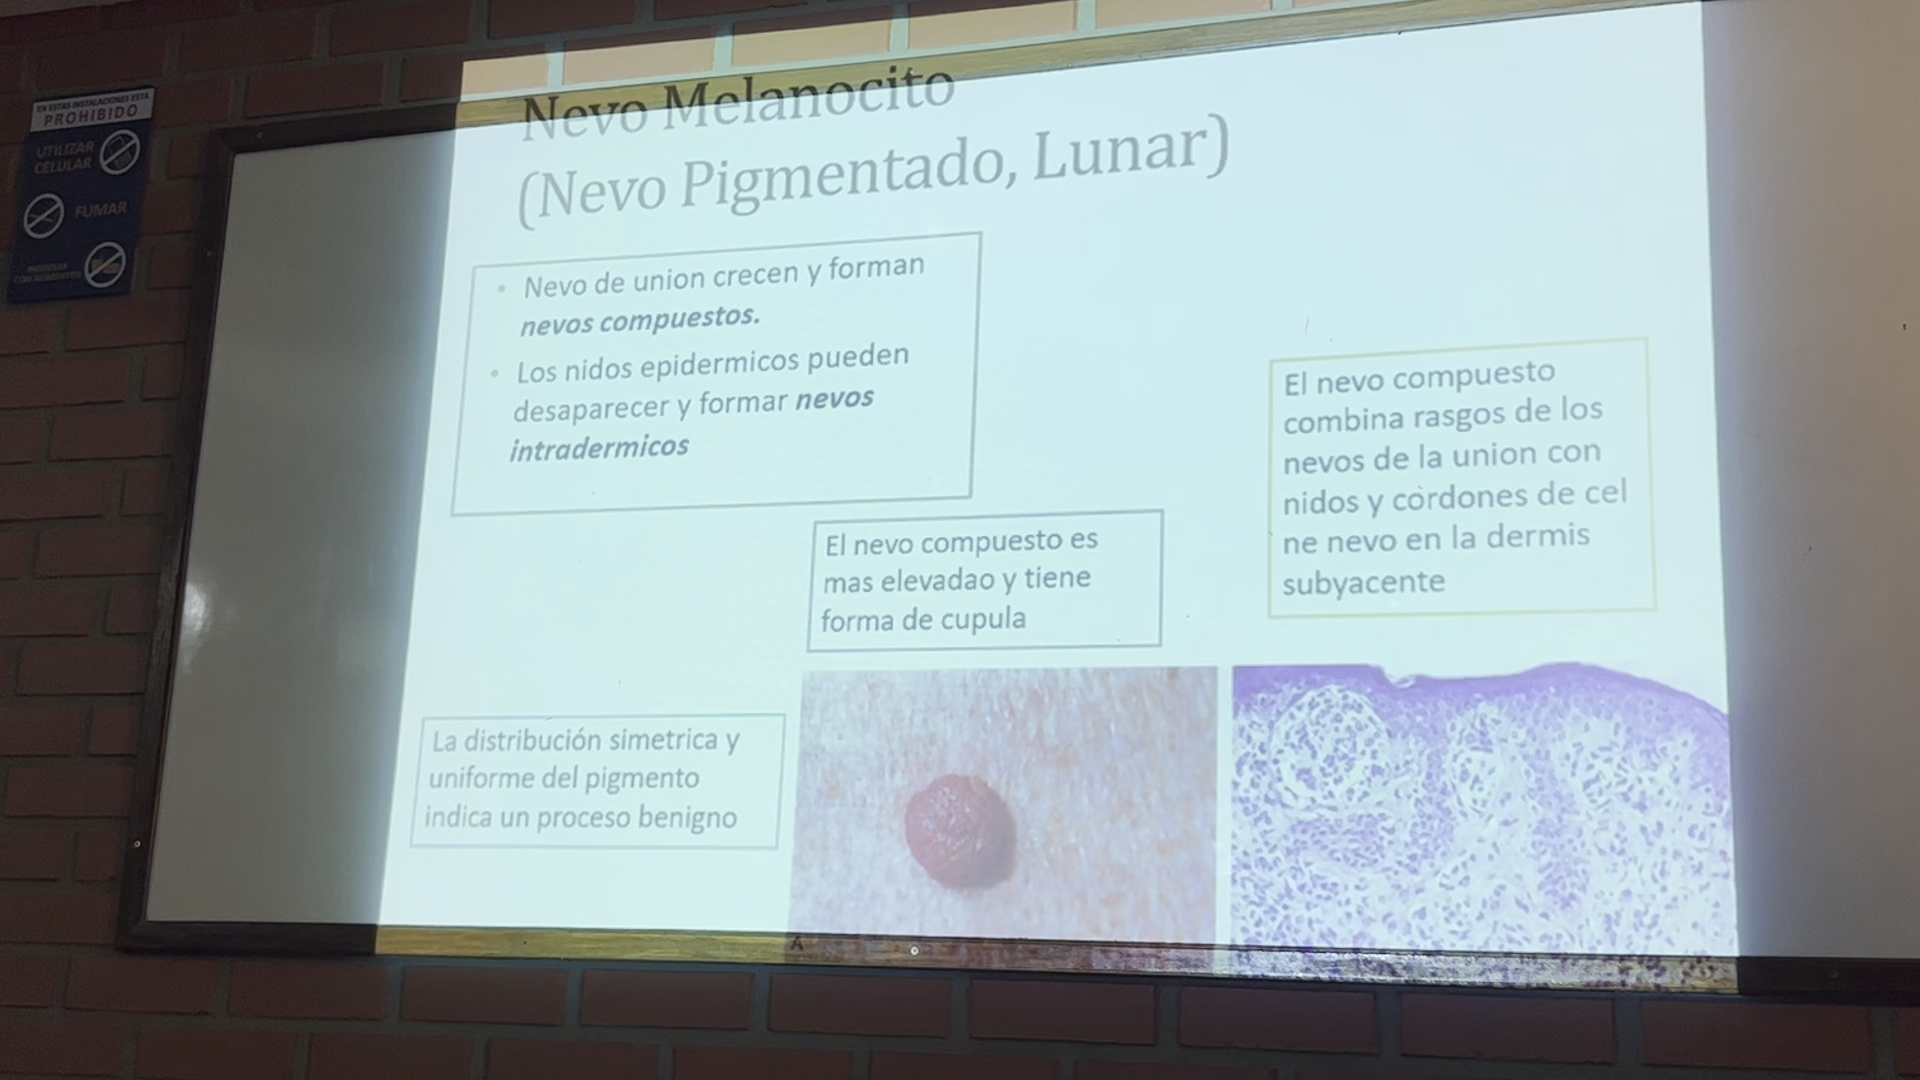 EN ESTAS INSTALACIONES ESTA
PROHIBIDO
UTILIZAR
CELULAR
FUMAR
INGRESAR
CON ALIMENTOS
Nevo Melanocito
(Nevo Pigmentado, Lunar)
• Nevo de union crecen y forman
nevos compuestos.
• Los nidos epidermicos pueden
desaparecer y formar nevos
intradermicos
El nevo compuesto
combina rasgos de los
nevos de la union con
nidos y cordones de cel
ne nevo en la dermis
subyacente
El nevo compuesto es
mas elevadao y tiene
forma de cupula
La distribución simetrica y
uniforme del pigmento
indica un proceso benigno
A